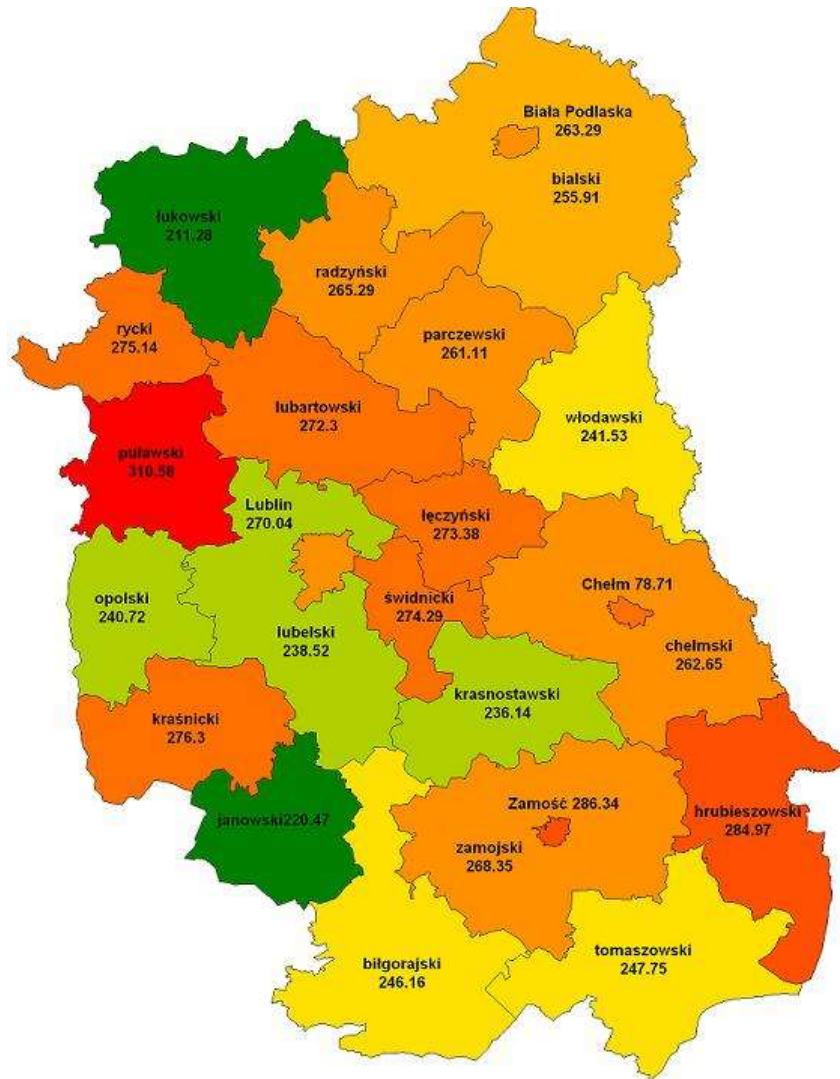 Biała Podlaska
263.29
bialski
255.91
łukowski
211.28
radzyński
265.29
rycki
275.14
parczewski
261.11
lubartowski
272.3
włodawski
241.53
puławski
310.58
Lublin
270.04
łęczyński
273.38
opolski
240.72
świdnicki
274.29
Chełm 78.71
lubelski
238.52
chełmski
262.65
krasnostawski
236.14
kraśnicki
276.3
Zamość 286.34
hrubieszowski
284.97
janowski220.47
zamojski
268.35
tomaszowski
247.75
biłgorajski
246.16